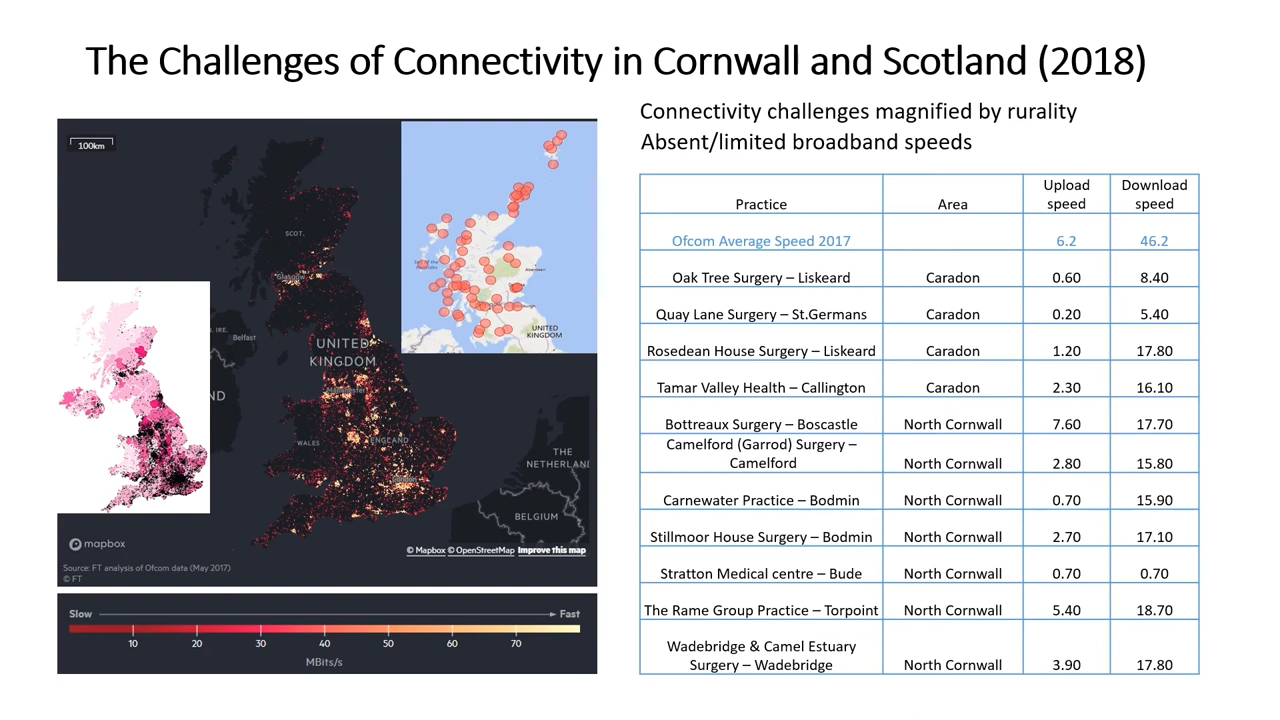 The Challenges of Connectivity in Cornwall and Scotland (2018)
Connectivity challenges magnified by rurality
Absent/limited broadband speeds
100km
SCOT.
Glasgow
N. IRE.
Belfast
UNITED
KINGDOM
ND
Manchester
WALES
ENGLAND
London
THE
NETHERLAN
BELGIUM
Aberdeen
UNITED
KINGDOM
mapbox
© Mapbox © OpenStreetMap Improve this map
Source: FT analysis of Ofcom data (May 2017)
© FT
Slow Fast
10 20 30 40 50 60 70
MBits/s
Practice Area Upload speed Download speed
Ofcom Average Speed 2017 6.2 46.2
Oak Tree Surgery – Liskeard Caradon 0.60 8.40
Quay Lane Surgery – St.Germans Caradon 0.20 5.40
Rosedean House Surgery – Liskeard Caradon 1.20 17.80
Tamar Valley Health – Callington Caradon 2.30 16.10
Bottreaux Surgery – Boscastle North Cornwall 7.60 17.70
Camelford (Garrod) Surgery –
Camelford North Cornwall 2.80 15.80
Carnewater Practice – Bodmin North Cornwall 0.70 15.90
Stillmoor House Surgery – Bodmin North Cornwall 2.70 17.10
Stratton Medical centre – Bude North Cornwall 0.70 0.70
The Rame Group Practice – Torpoint North Cornwall 5.40 18.70
Wadebridge & Camel Estuary
Surgery – Wadebridge North Cornwall 3.90 17.80